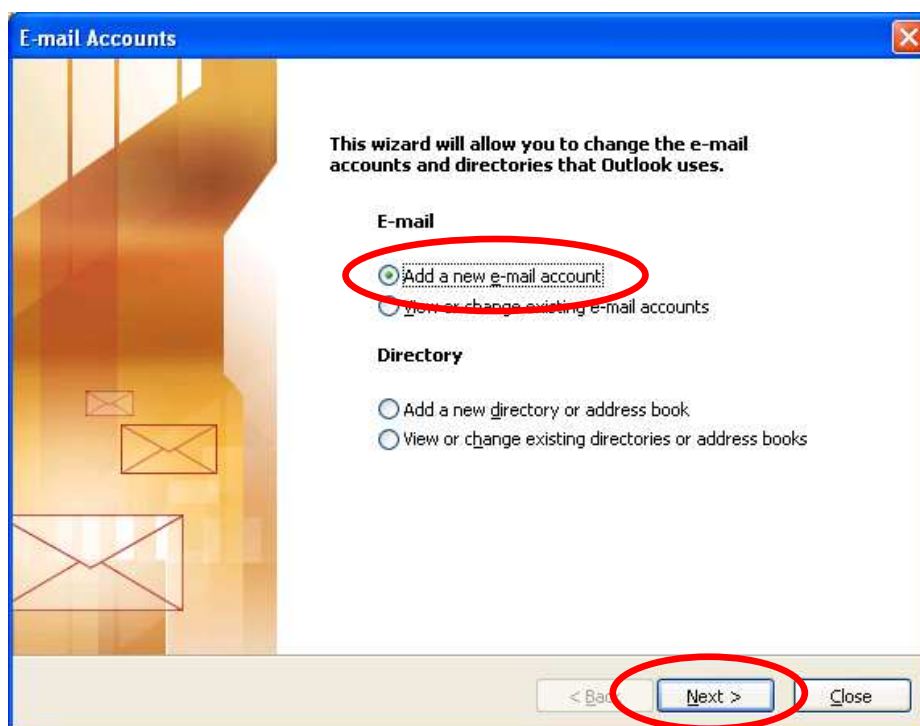 E-mail Accounts
This wizard will allow you to change the e-mail
accounts and directories that Outlook uses.
E-mail
Add a new e-mail account
View or change existing e-mail accounts
Directory
Add a new directory or address book
View or change existing directories or address books
< Back
Next >
Close